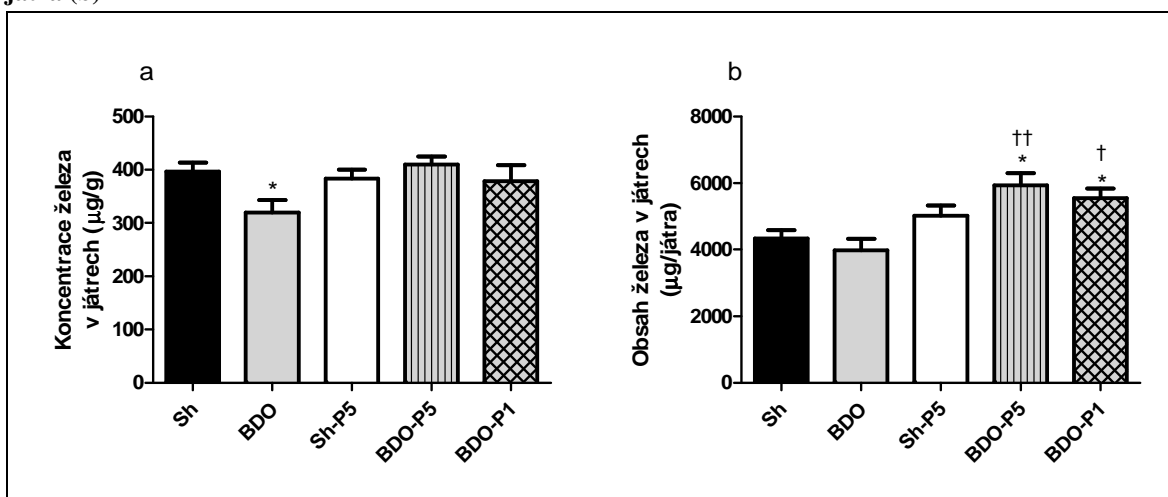 a
Koncentrace železa
v játrech (µg/g)
500
400
300
200
100
0
*
Sh
BDO
Sh-P5
BDO-P5
BDO-P1
b
Obsah železa v játrech
(µg/játra)
8000
6000
4000
2000
0
††
*
†
*
Sh
BDO
Sh-P5
BDO-P5
BDO-P1